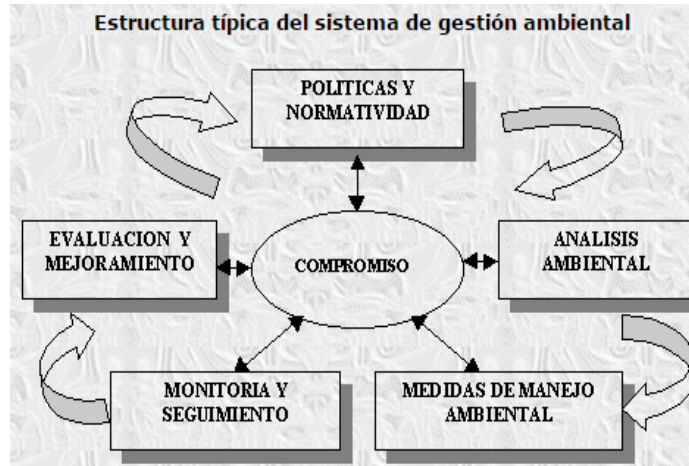 Estructura típica del sistema de gestión ambiental
POLITICAS Y
NORMATIVIDAD
EVALUACION Y
MEJORAMIENTO
COMPROMISO
ANALISIS
AMBIENTAL
MONITORIA Y
SEGUIMIENTO
MEDIDAS DE MANEJO
AMBIENTAL